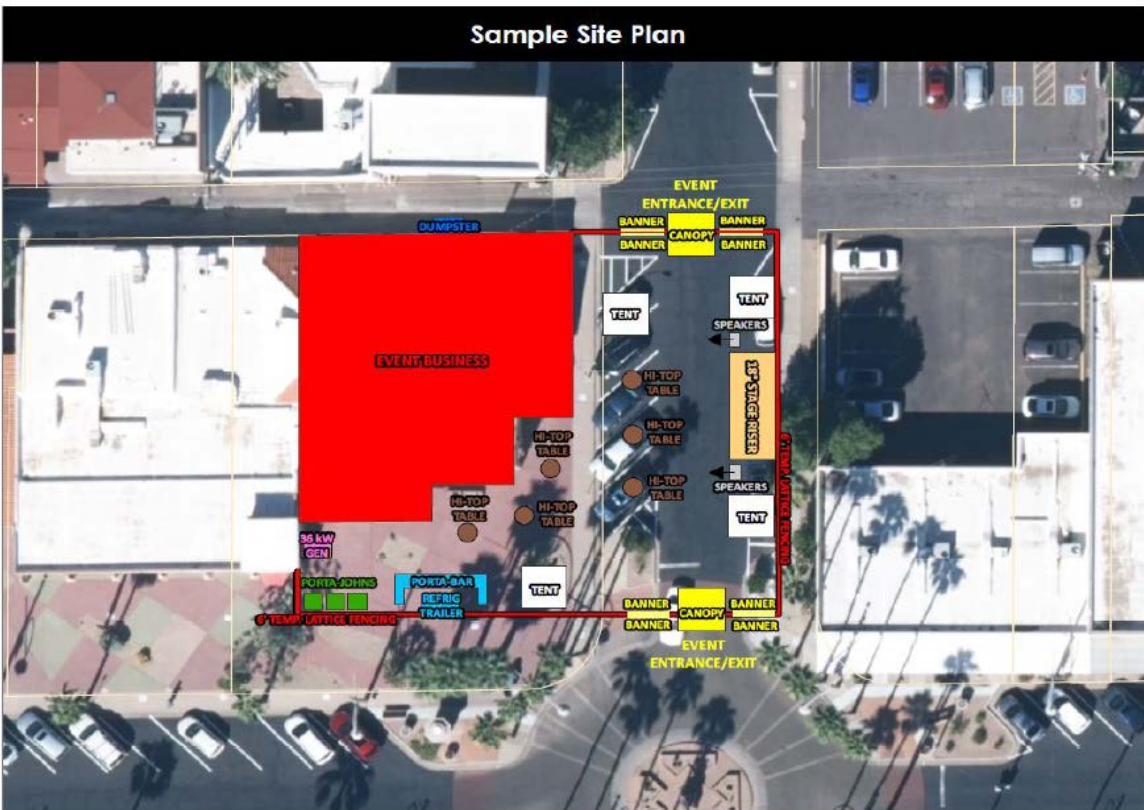 Sample Site Plan
EVENT
ENTRANCE/EXIT
BANNER
CANOPY
BANNER
BANNER
BANNER
DUMPSTER
TENT
TENT
SPEAKERS
EVENT BUSINESS
HI-TOP
TABLE
18" STAGE RISER
HI-TOP
TABLE
HI-TOP
TABLE
HI-TOP
TABLE
SPEAKERS
6' TEMP. LATTICE FENCING
HI-TOP
TABLE
HI-TOP
TABLE
TENT
36 kW
GEN
PORTA-JOHNS
PORTA-BAR
REFRIG
TRAILER
TENT
6' TEMP. LATTICE FENCING
BANNER
CANOPY
BANNER
BANNER
BANNER
EVENT
ENTRANCE/EXIT